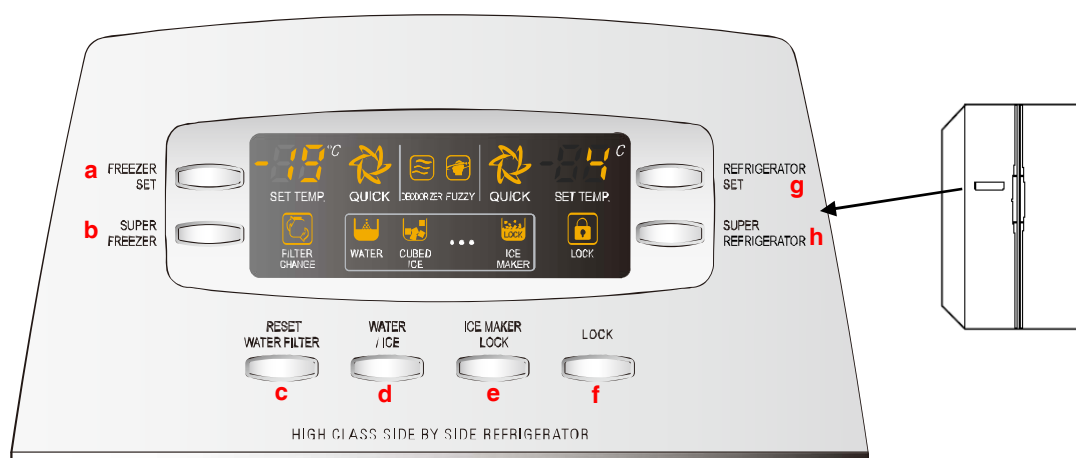 a FREEZER
SET
b SUPER
FREEZER
-19 °C
SET TEMP.
QUICK
DEODORIZER FUZZY
QUICK
4 C
SET TEMP.
FILTER
CHANGE
WATER
CUBED
ICE
...
LOCK
ICE
MAKER
LOCK
REFRIGERATOR
SET
g
SUPER
REFRIGERATOR h
RESET
WATER FILTER
c
WATER
/ ICE
d
ICE MAKER
LOCK
e
LOCK
f
HIGH CLASS SIDE BY SIDE REFRIGERATOR